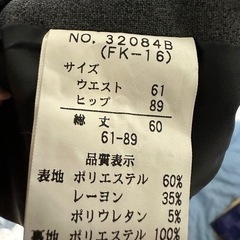 NO. 32084B
(FK-16)
サイズ
ウエスト 61
ヒップ 89
総丈 60
61-89
品質表示
表地 ポリエステル 60%
レーヨン 35%
ポリウレタン 5%
裏地 ポリエステル 100%